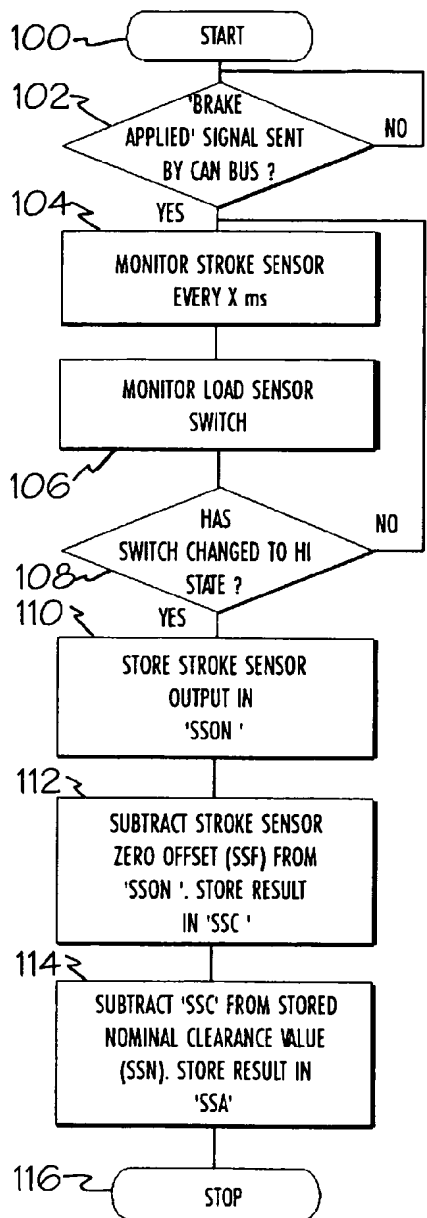 100
START
102
'BRAKE
APPLIED' SIGNAL SENT
BY CAN BUS ?
NO
YES
104
MONITOR STROKE SENSOR
EVERY X ms
MONITOR LOAD SENSOR
SWITCH
106
HAS
SWITCH CHANGED TO HI
STATE ?
NO
108
YES
110
STORE STROKE SENSOR
OUTPUT IN
'SSON '
112
SUBTRACT STROKE SENSOR
ZERO OFFSET (SSF) FROM
'SSON '. STORE RESULT
IN 'SSC '
114
SUBTRACT 'SSC' FROM STORED
NOMINAL CLEARANCE VALUE
(SSN). STORE RESULT IN
'SSA'
116
STOP